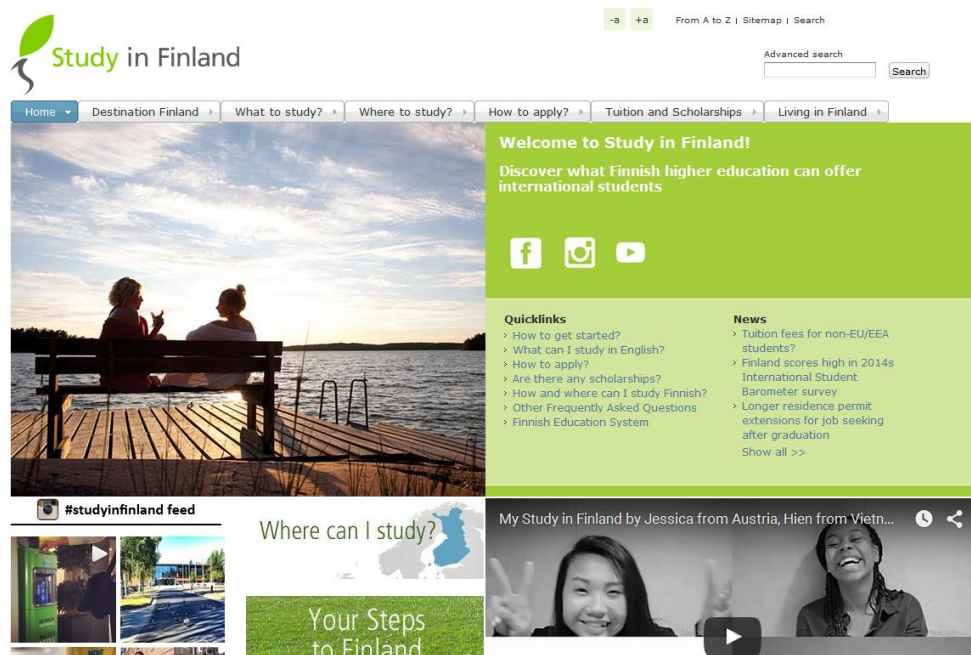 -a +a From A to Z | Sitemap | Search
Study in Finland
Advanced search
Search
Home Destination Finland What to study? Where to study? How to apply? Tuition and Scholarships Living in Finland
Welcome to Study in Finland!
Discover what Finnish higher education can offer
international students
Quicklinks
How to get started?
What can I study in English?
How to apply?
Are there any scholarships?
How and where can I study Finnish?
Other Frequently Asked Questions
Finnish Education System
News
Tuition fees for non-EU/EEA
students?
Finland scores high in 2014s
International Student
Barometer survey
Longer residence permit
extensions for job seeking
after graduation
Show all >>
#studyinfinland feed
Where can I study?
Your Steps
to Finland
My Study in Finland by Jessica from Austria, Hien from Vietn...